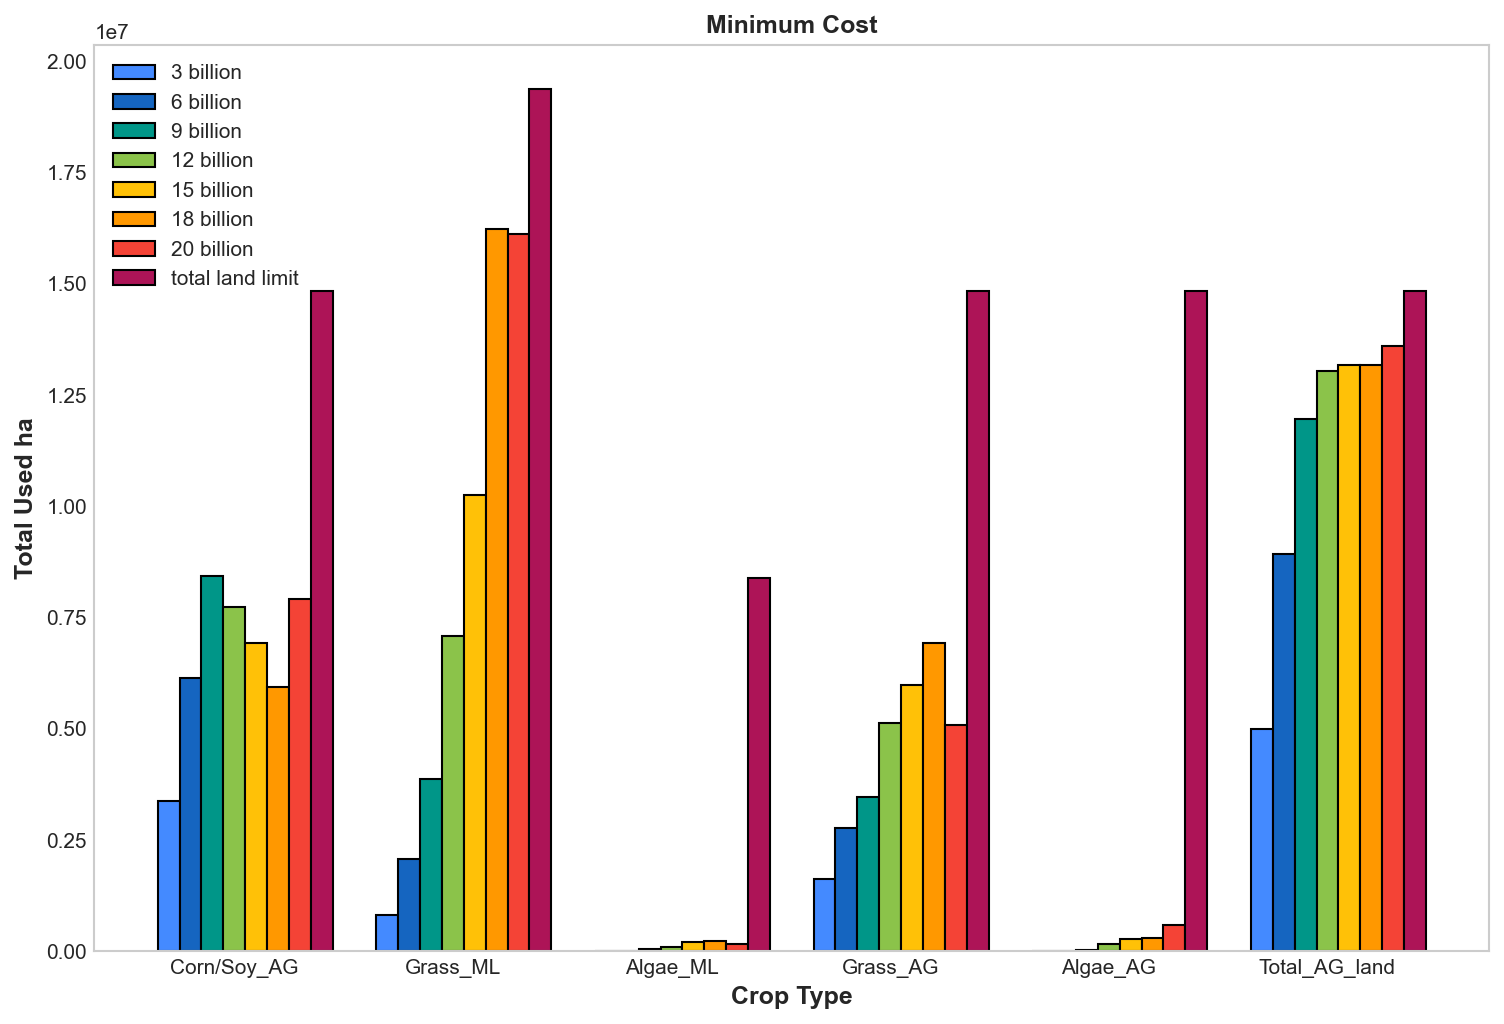 Minimum Cost
1e7
2.00
1.75
1.50
1.25
1.00
0.75
0.50
0.25
0.00
Total Used ha
3 billion
6 billion
9 billion
12 billion
15 billion
18 billion
20 billion
total land limit
Corn/Soy_AG
Grass_ML
Algae_ML
Grass_AG
Algae_AG
Total_AG_land
Crop Type